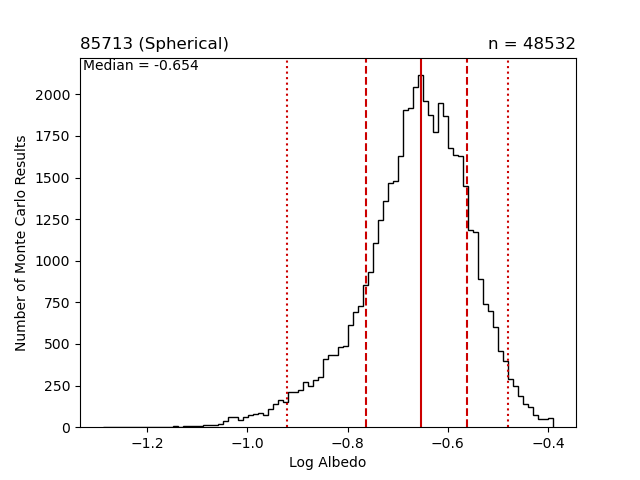 85713 (Spherical)
n = 48532
Median = -0.654
Number of Monte Carlo Results
2000
1750
1500
1250
1000
750
500
250
0
−1.2
−1.0
−0.8
−0.6
−0.4
Log Albedo